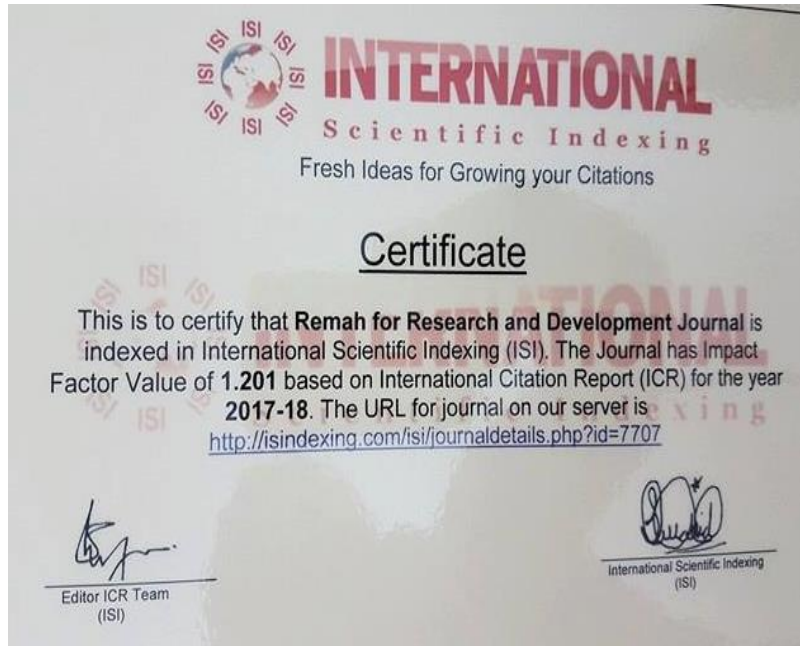 ISI ISI ISI ISI ISI ISI ISI ISI
INTERNATIONAL
Scientific Indexing
Fresh Ideas for Growing your Citations
Certificate
This is to certify that Remah for Research and Development Journal is
indexed in International Scientific Indexing (ISI). The Journal has Impact
Factor Value of 1.201 based on International Citation Report (ICR) for the year
2017-18. The URL for journal on our server is
http://isindexing.com/isi/journaldetails.php?id=7707
Editor ICR Team
(ISI)
International Scientific Indexing
(ISI)